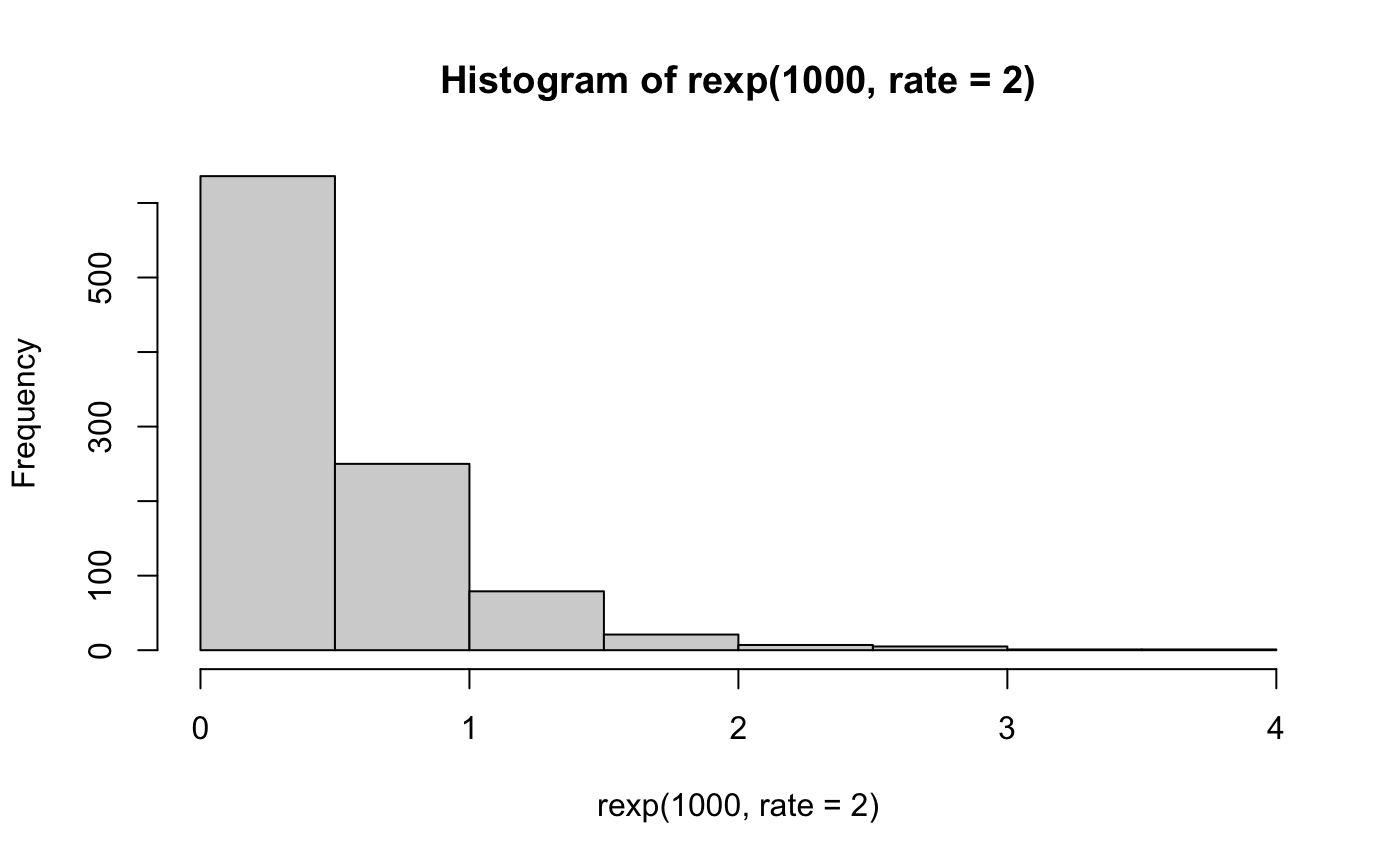 Histogram of rexp(1000, rate = 2)
Frequency
500
300
100
0
0 1 2 3 4
rexp(1000, rate = 2)